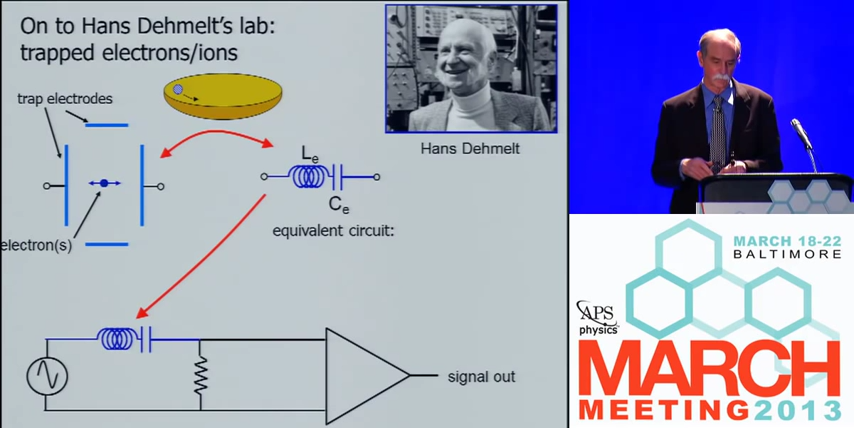 On to Hans Dehmelt's lab:
trapped electrons/ions
trap electrodes
Hans Dehmelt
Le
Ce
equivalent circuit:
electron(s)
signal out
MARCH 18-22
BALTIMORE
APS
physics
MARCH
MEETING2013